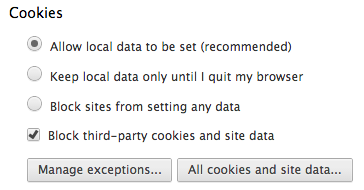 Cookies
Allow local data to be set (recommended)
Keep local data only until I quit my browser
Block sites from setting any data
Block third-party cookies and site data
Manage exceptions... All cookies and site data...